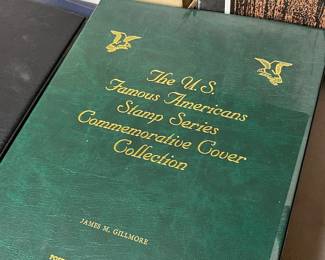 The U.S.
Famous Americans
Stamp Series
Commemorative Cover
Collection
JAMES M. GILLMORE